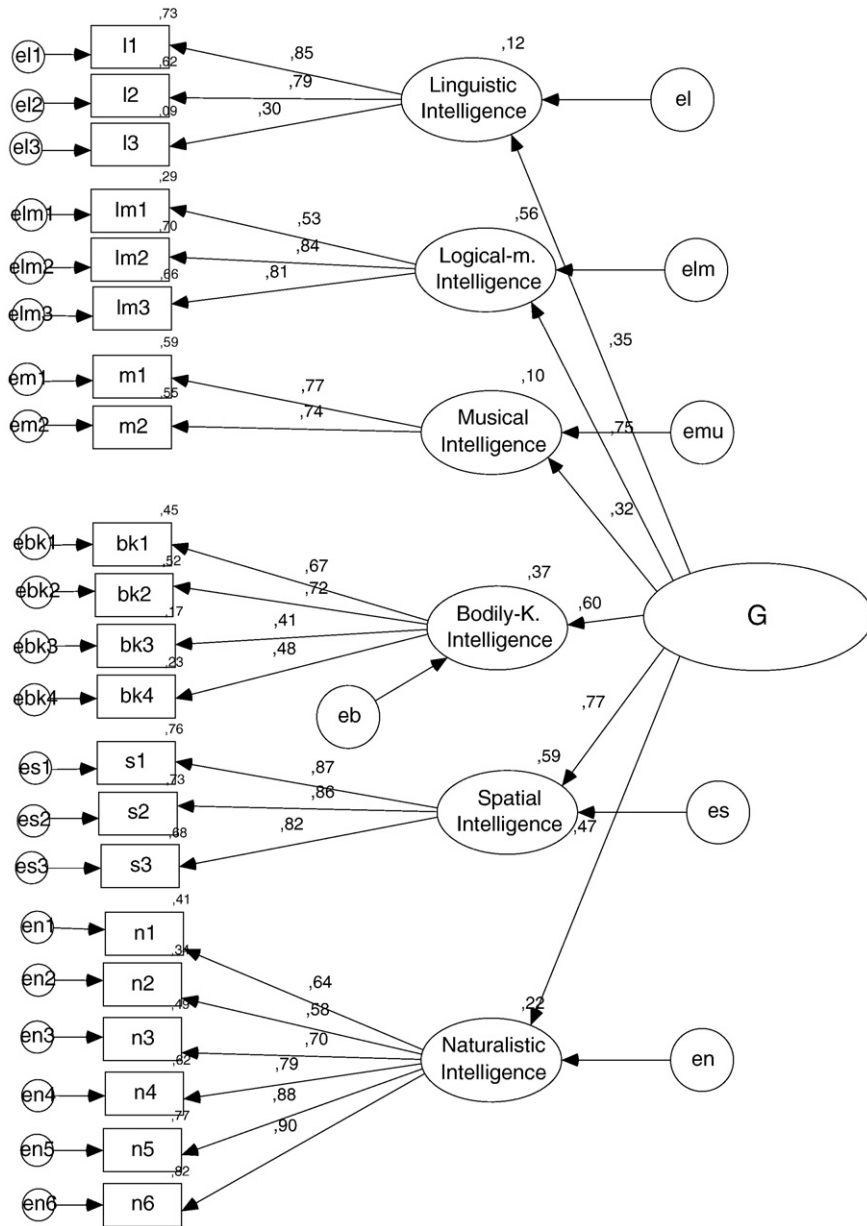 ,73
el1
l1
,85
,12
,62
el2
l2
,79
Linguistic
Intelligence
el
,09
el3
l3
,30
,29
elm1
lm1
,53
,56
,70
elm2
lm2
,84
Logical-m.
Intelligence
elm
,66
elm3
lm3
,81
,35
,59
em1
m1
,77
,10
,55
em2
m2
,74
Musical
Intelligence
,75
emu
,32
,45
ebk1
bk1
,67
,37
,52
ebk2
bk2
,72
Bodily-K.
Intelligence
,60
G
,17
ebk3
bk3
,41
,23
ebk4
bk4
,48
eb
,77
,76
es1
s1
,87
,59
,73
es2
s2
,86
Spatial
Intelligence
,47
es
,68
es3
s3
,82
,41
en1
n1
,64
,34
en2
n2
,58
,22
,49
en3
n3
,70
Naturalistic
Intelligence
en
,62
en4
n4
,79
,77
en5
n5
,88
,82
en6
n6
,90